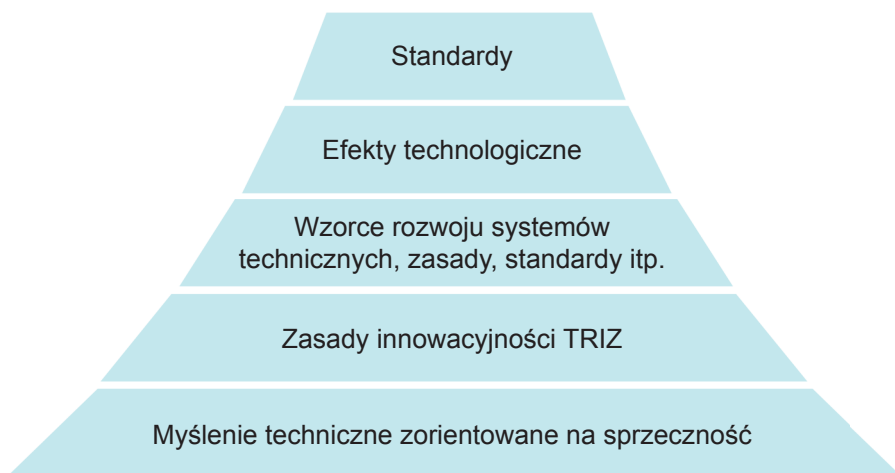 Standardy
Efekty technologiczne
Wzorce rozwoju systemów
technicznych, zasady, standardy itp.
Zasady innowacyjności TRIZ
Myślenie techniczne zorientowane na sprzeczność